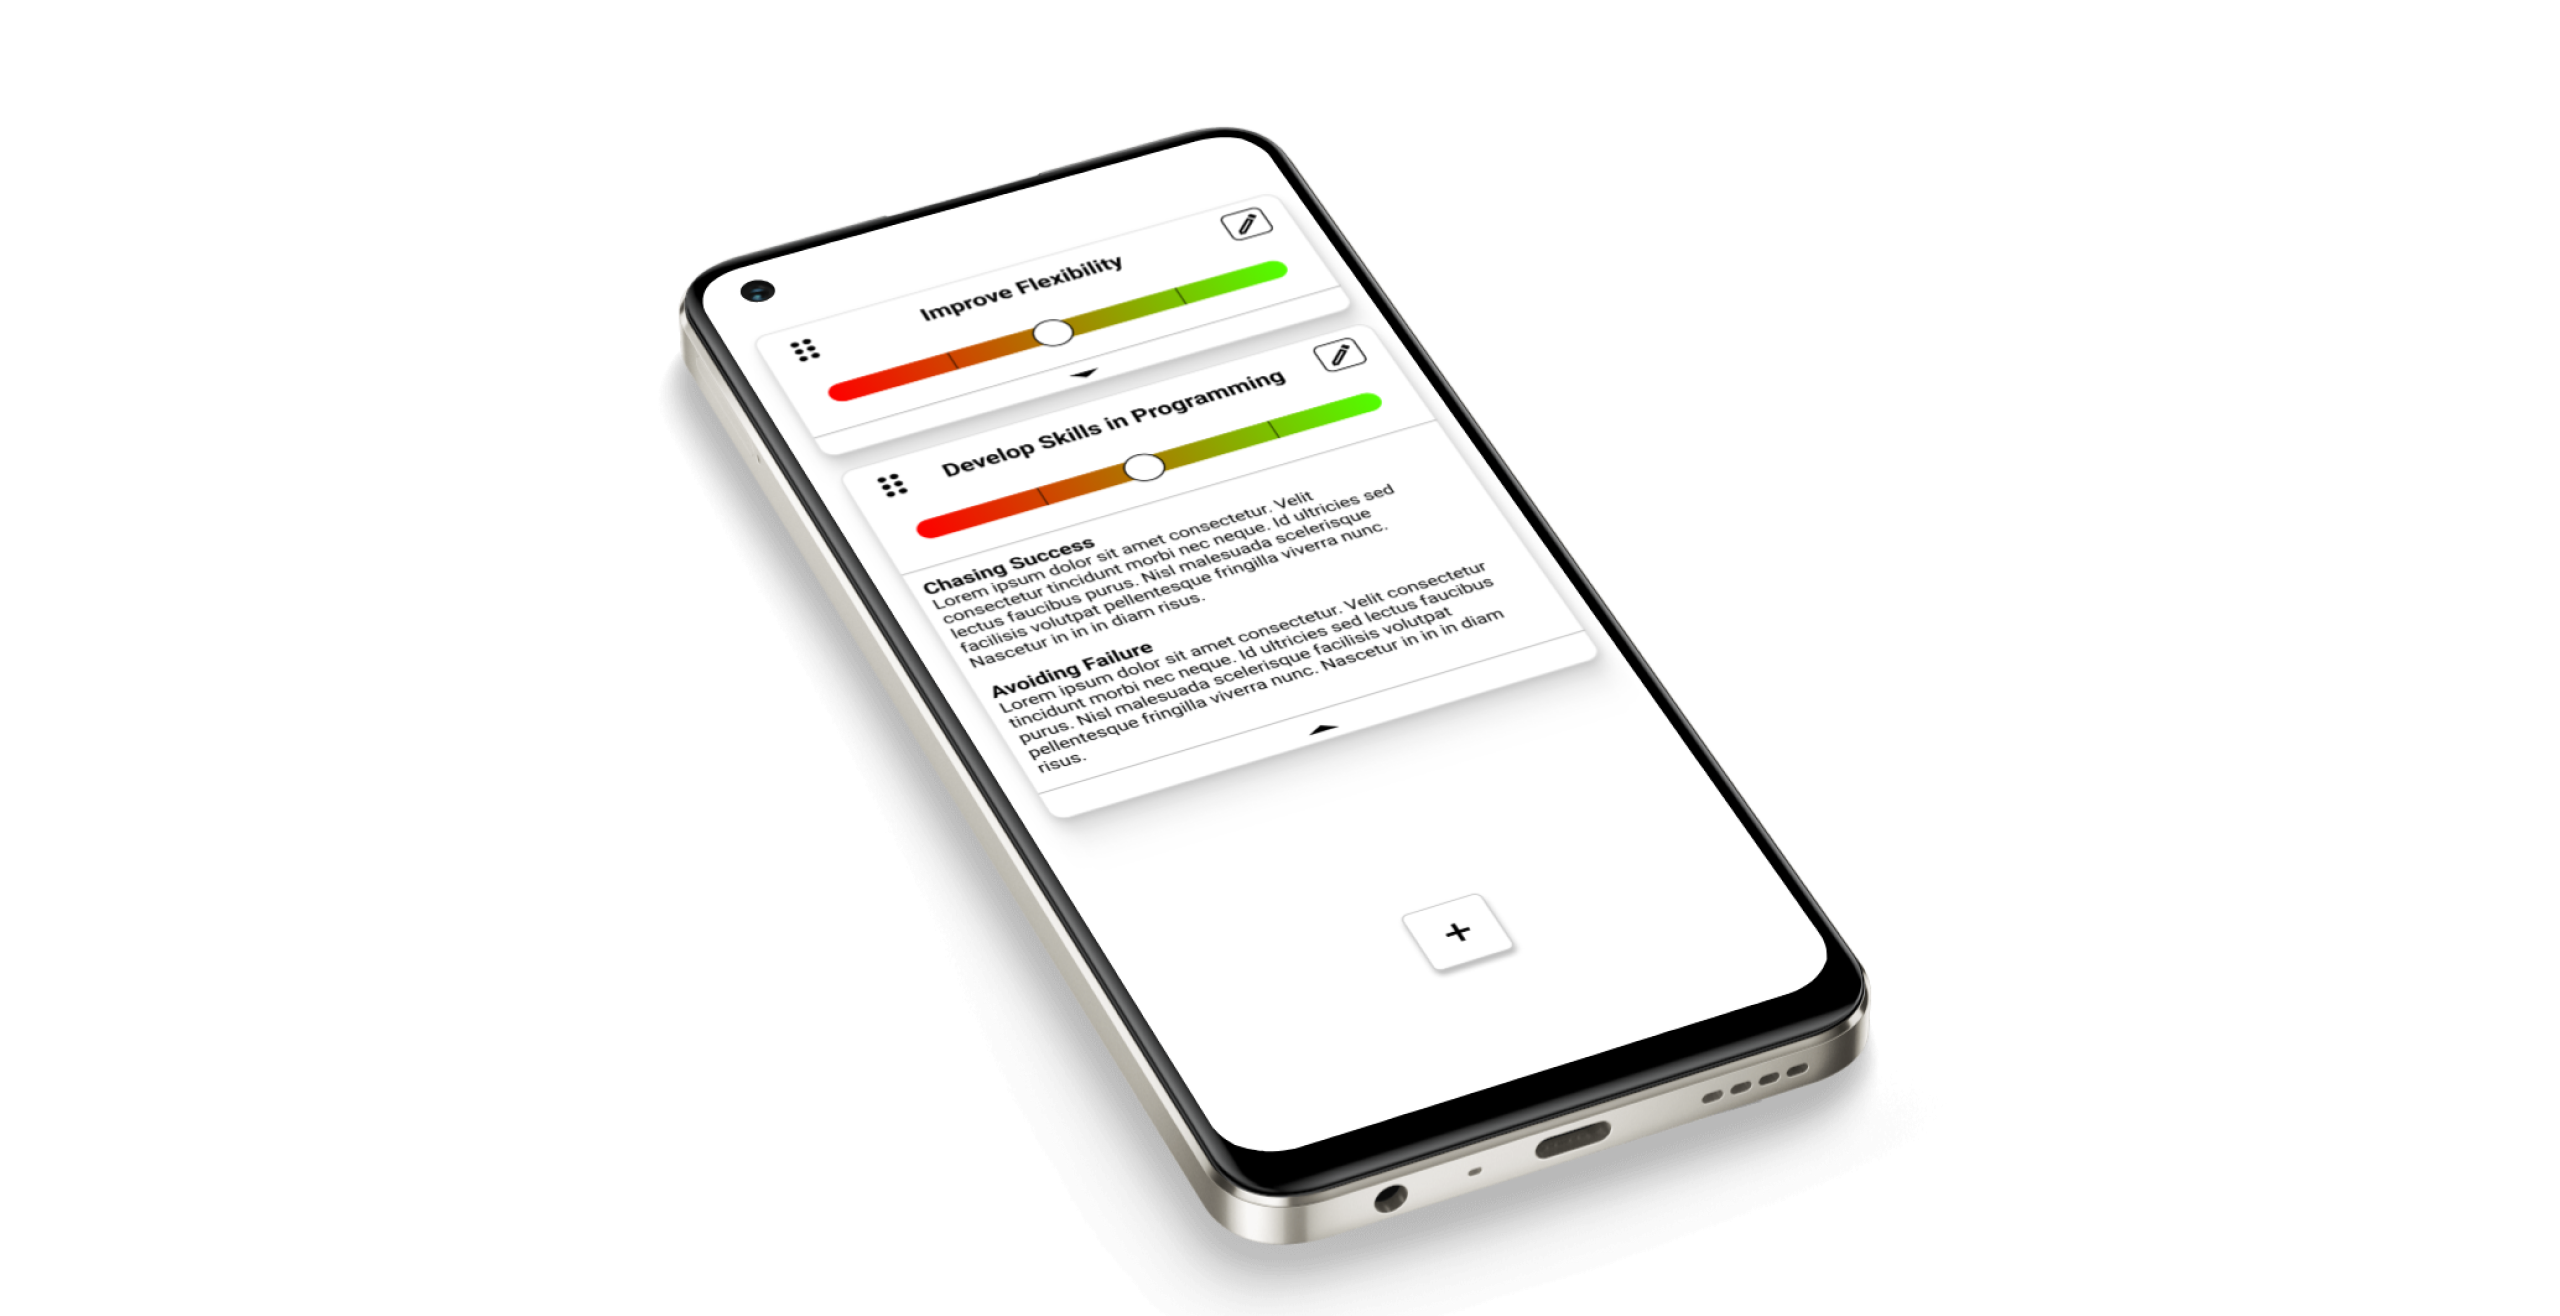 Improve Flexibility
Develop Skills in Programming
Chasing Success
Lorem ipsum dolor sit amet consectetur. Velit
consectetur tincidunt morbi nec neque. Id ultricies sed
lectus faucibus purus. Nisl malesuada scelerisque
facilisis volutpat pellentesque fringilla viverra nunc.
Nascetur in in in diam risus.
Avoiding Failure
Lorem ipsum dolor sit amet consectetur. Velit consectetur
tincidunt morbi nec neque. Id ultricies sed lectus faucibus
purus. Nisl malesuada scelerisque facilisis volutpat
pellentesque fringilla viverra nunc. Nascetur in in in diam
risus.
+